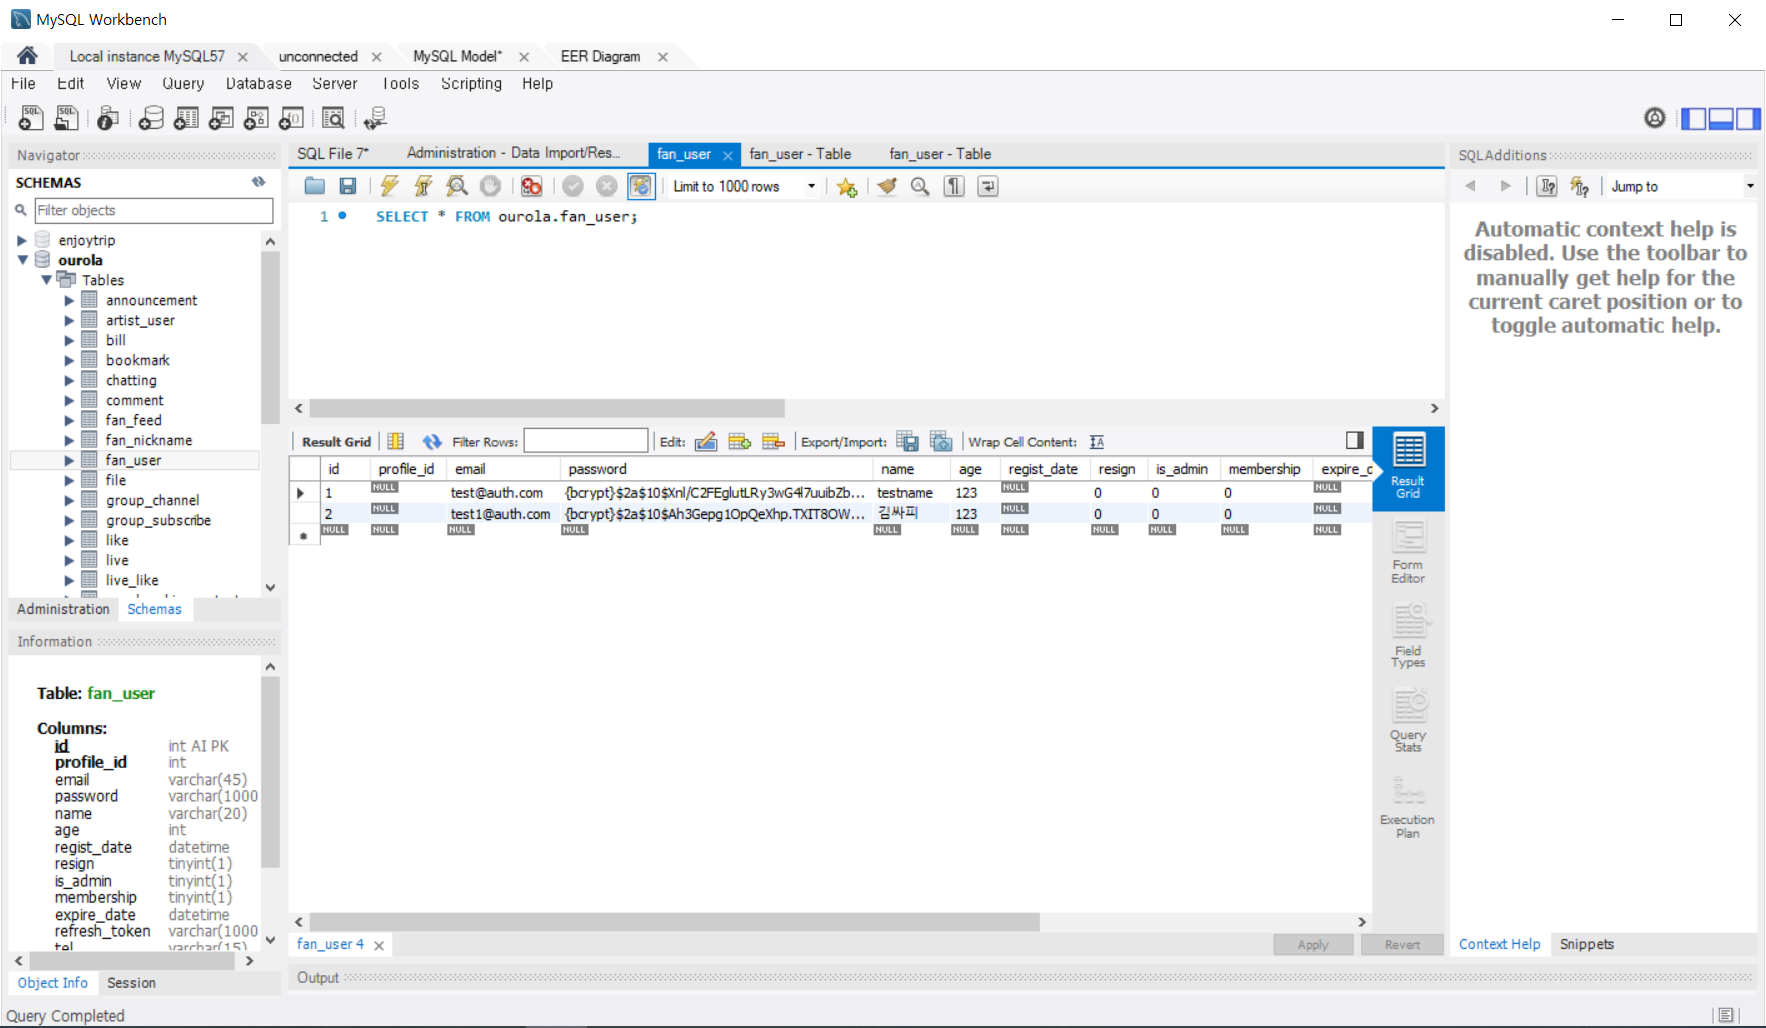 MySQL Workbench
Local instance MySQL57 unconnected MySQL Model* EER Diagram
File Edit View Query Database Server Tools Scripting Help
Navigator
SCHEMAS
Filter objects
enjoytrip
ourola
Tables
announcement
artist_user
bill
bookmark
chatting
comment
fan_feed
fan_nickname
fan_user
file
group_channel
group_subscribe
like
live
live_like
Administration Schemas
Information
Table: fan_user
Columns:
id int AI PK
profile_id int
email varchar(45)
password varchar(1000
name varchar(20)
age int
regist_date datetime
resign tinyint(1)
is_admin tinyint(1)
membership tinyint(1)
expire_date datetime
refresh_token varchar(1000
tel varchar(15)
Object Info Session
Query Completed
SQL File 7* Administration - Data Import/Res... fan_user fan_user - Table fan_user - Table
Limit to 1000 rows
1 SELECT * FROM ourola.fan_user;
Result Grid Filter Rows: Edit: Export/Import: Wrap Cell Content:
id profile_id email password name age regist_date resign is_admin membership expire_d
1 NULL test@auth.com {bcrypt}$2a$10$Xnl/C2FEglutLRy3wG4l7uuibZb... testname 123 NULL 0 0 0 NULL
2 NULL test1@auth.com {bcrypt}$2a$10$Ah3Gepg1OpQeXhp.TXIT8OW... 김싸피 123 NULL 0 0 0 NULL
NULL NULL NULL NULL NULL NULL NULL NULL NULL NULL NULL
Result Grid
Form Editor
Field Types
Query Stats
Execution Plan
fan_user 4 Apply Revert
Output
SQLAdditions
Jump to
Automatic context help is
disabled. Use the toolbar to
manually get help for the
current caret position or to
toggle automatic help.
Context Help Snippets